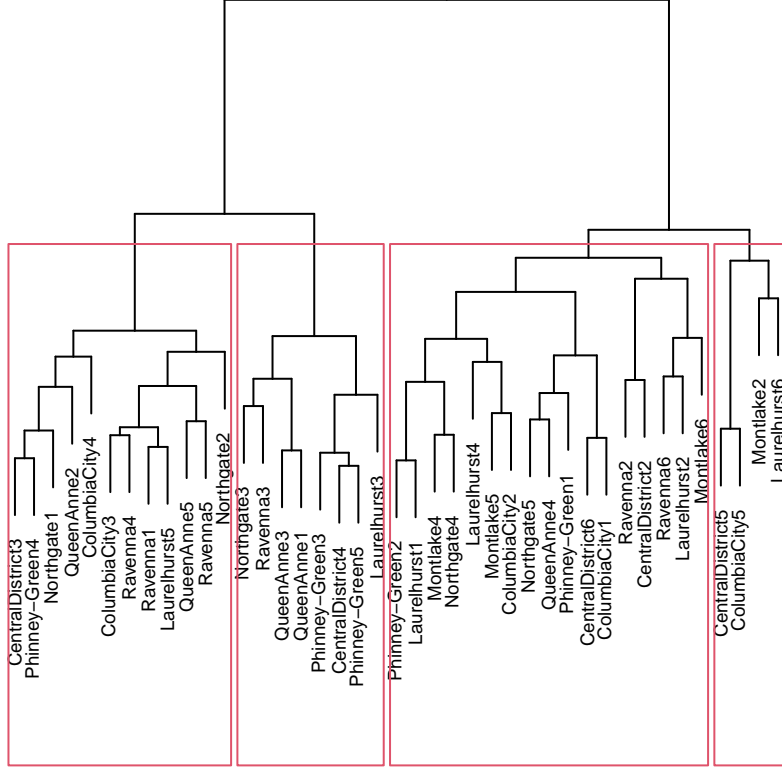 CentralDistrict3
Phinney−Green4
Northgate1
QueenAnne2
ColumbiaCity4
ColumbiaCity3
Ravenna4
Ravenna1
Laurelhurst5
QueenAnne5
Ravenna5
Northgate2
Northgate3
Ravenna3
QueenAnne3
QueenAnne1
Phinney−Green3
CentralDistrict4
Phinney−Green5
Laurelhurst3
Phinney−Green2
Laurelhurst1
Montlake4
Northgate4
Laurelhurst4
Montlake5
ColumbiaCity2
Northgate5
QueenAnne4
Phinney−Green1
CentralDistrict6
ColumbiaCity1
Ravenna2
CentralDistrict2
Ravenna6
Laurelhurst2
Montlake6
CentralDistrict5
ColumbiaCity5
Montlake2
Laurelhurst6